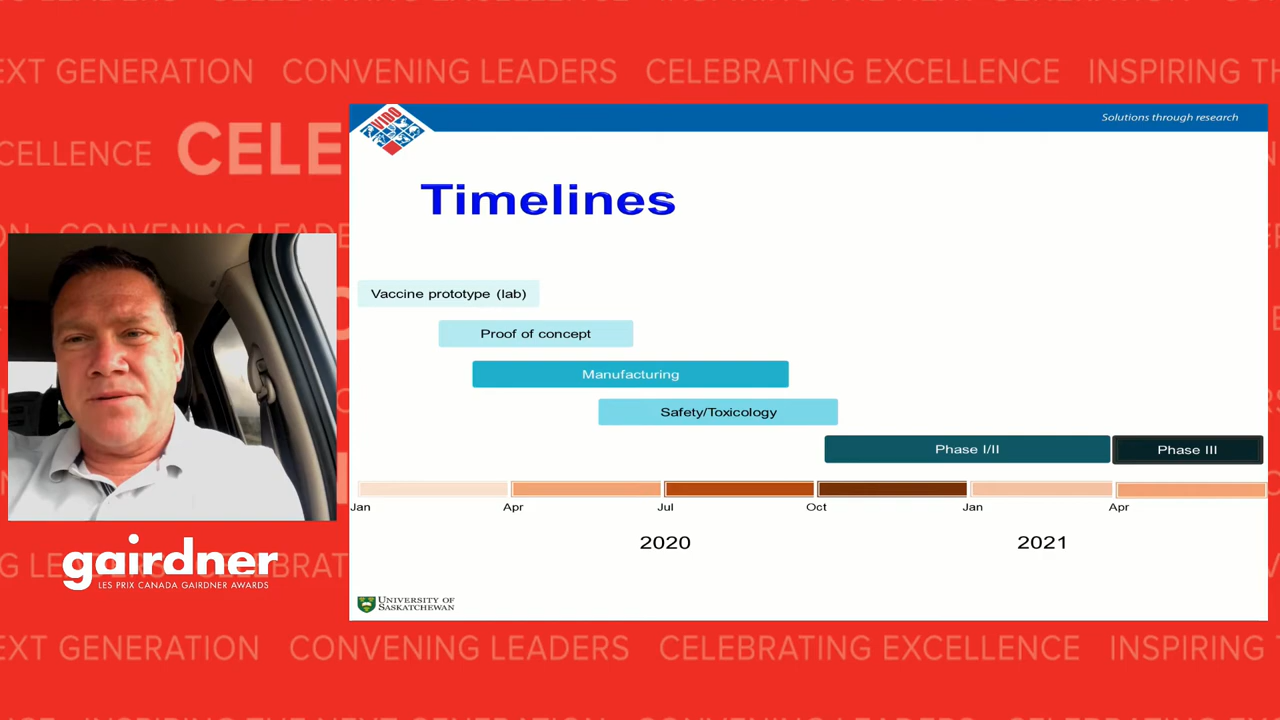 EXT GENERATION CONVENING LEADERS CELEBRATING EXCELLENCE INSPIRING TH
VIDO
Solutions through research
CELLENCE CELE
Timelines
Vaccine prototype (lab)
Proof of concept
Manufacturing
Safety/Toxicology
Phase I/II
Phase III
Jan
Apr
Jul
Oct
Jan
Apr
2020
2021
gairdner
LES PRIX CANADA GAIRDNER AWARDS
UNIVERSITY OF
SASKATCHEWAN
EXT GENERATION CONVENING LEADERS CELEBRATING EXCELLENCE INSPIRING